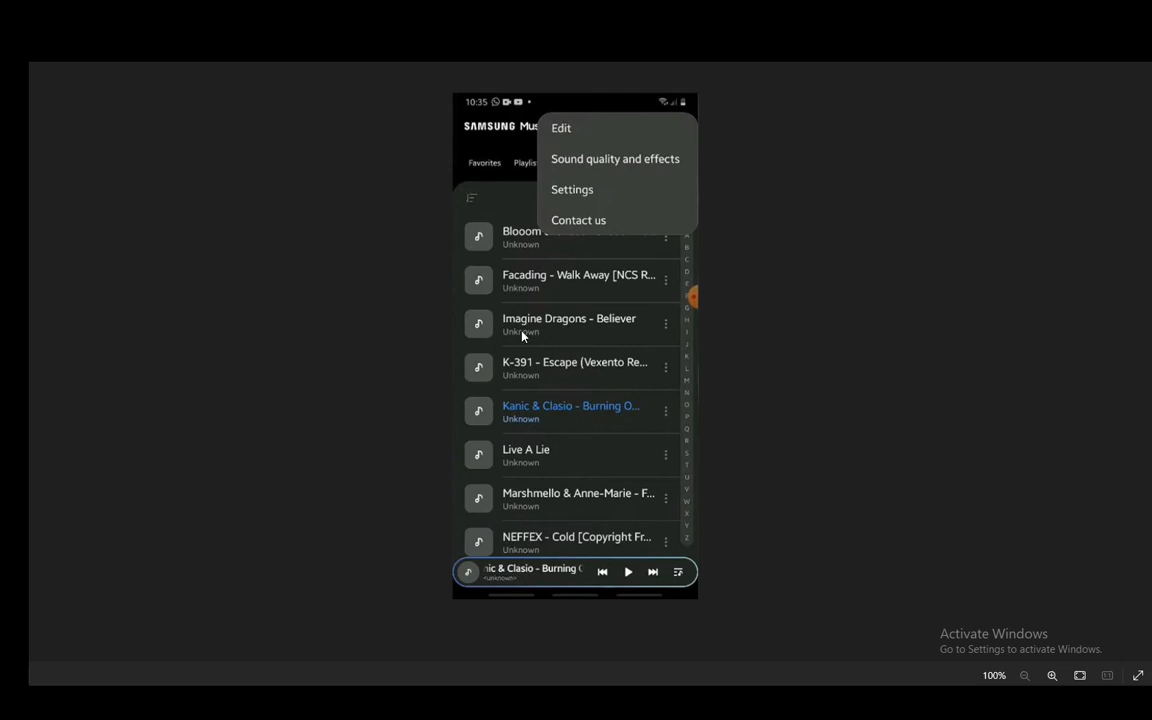 10:35
SAMSUNG Mus
Edit
Sound quality and effects
Settings
Contact us
Favorites Playlis
Blooom
Unknown
Facading - Walk Away [NCS R...
Unknown
Imagine Dragons - Believer
Unknown
K-391 - Escape (Vexento Re...
Unknown
Kanic & Clasio - Burning O...
Unknown
Live A Lie
Unknown
Marshmello & Anne-Marie - F...
Unknown
NEFFEX - Cold [Copyright Fr...
Unknown
A
B
C
D
E
G
H
I
J
K
L
M
N
O
P
Q
R
S
T
U
V
W
X
Y
Z
nic & Clasio - Burning
<unknown>
Activate Windows
Go to Settings to activate Windows.
100%